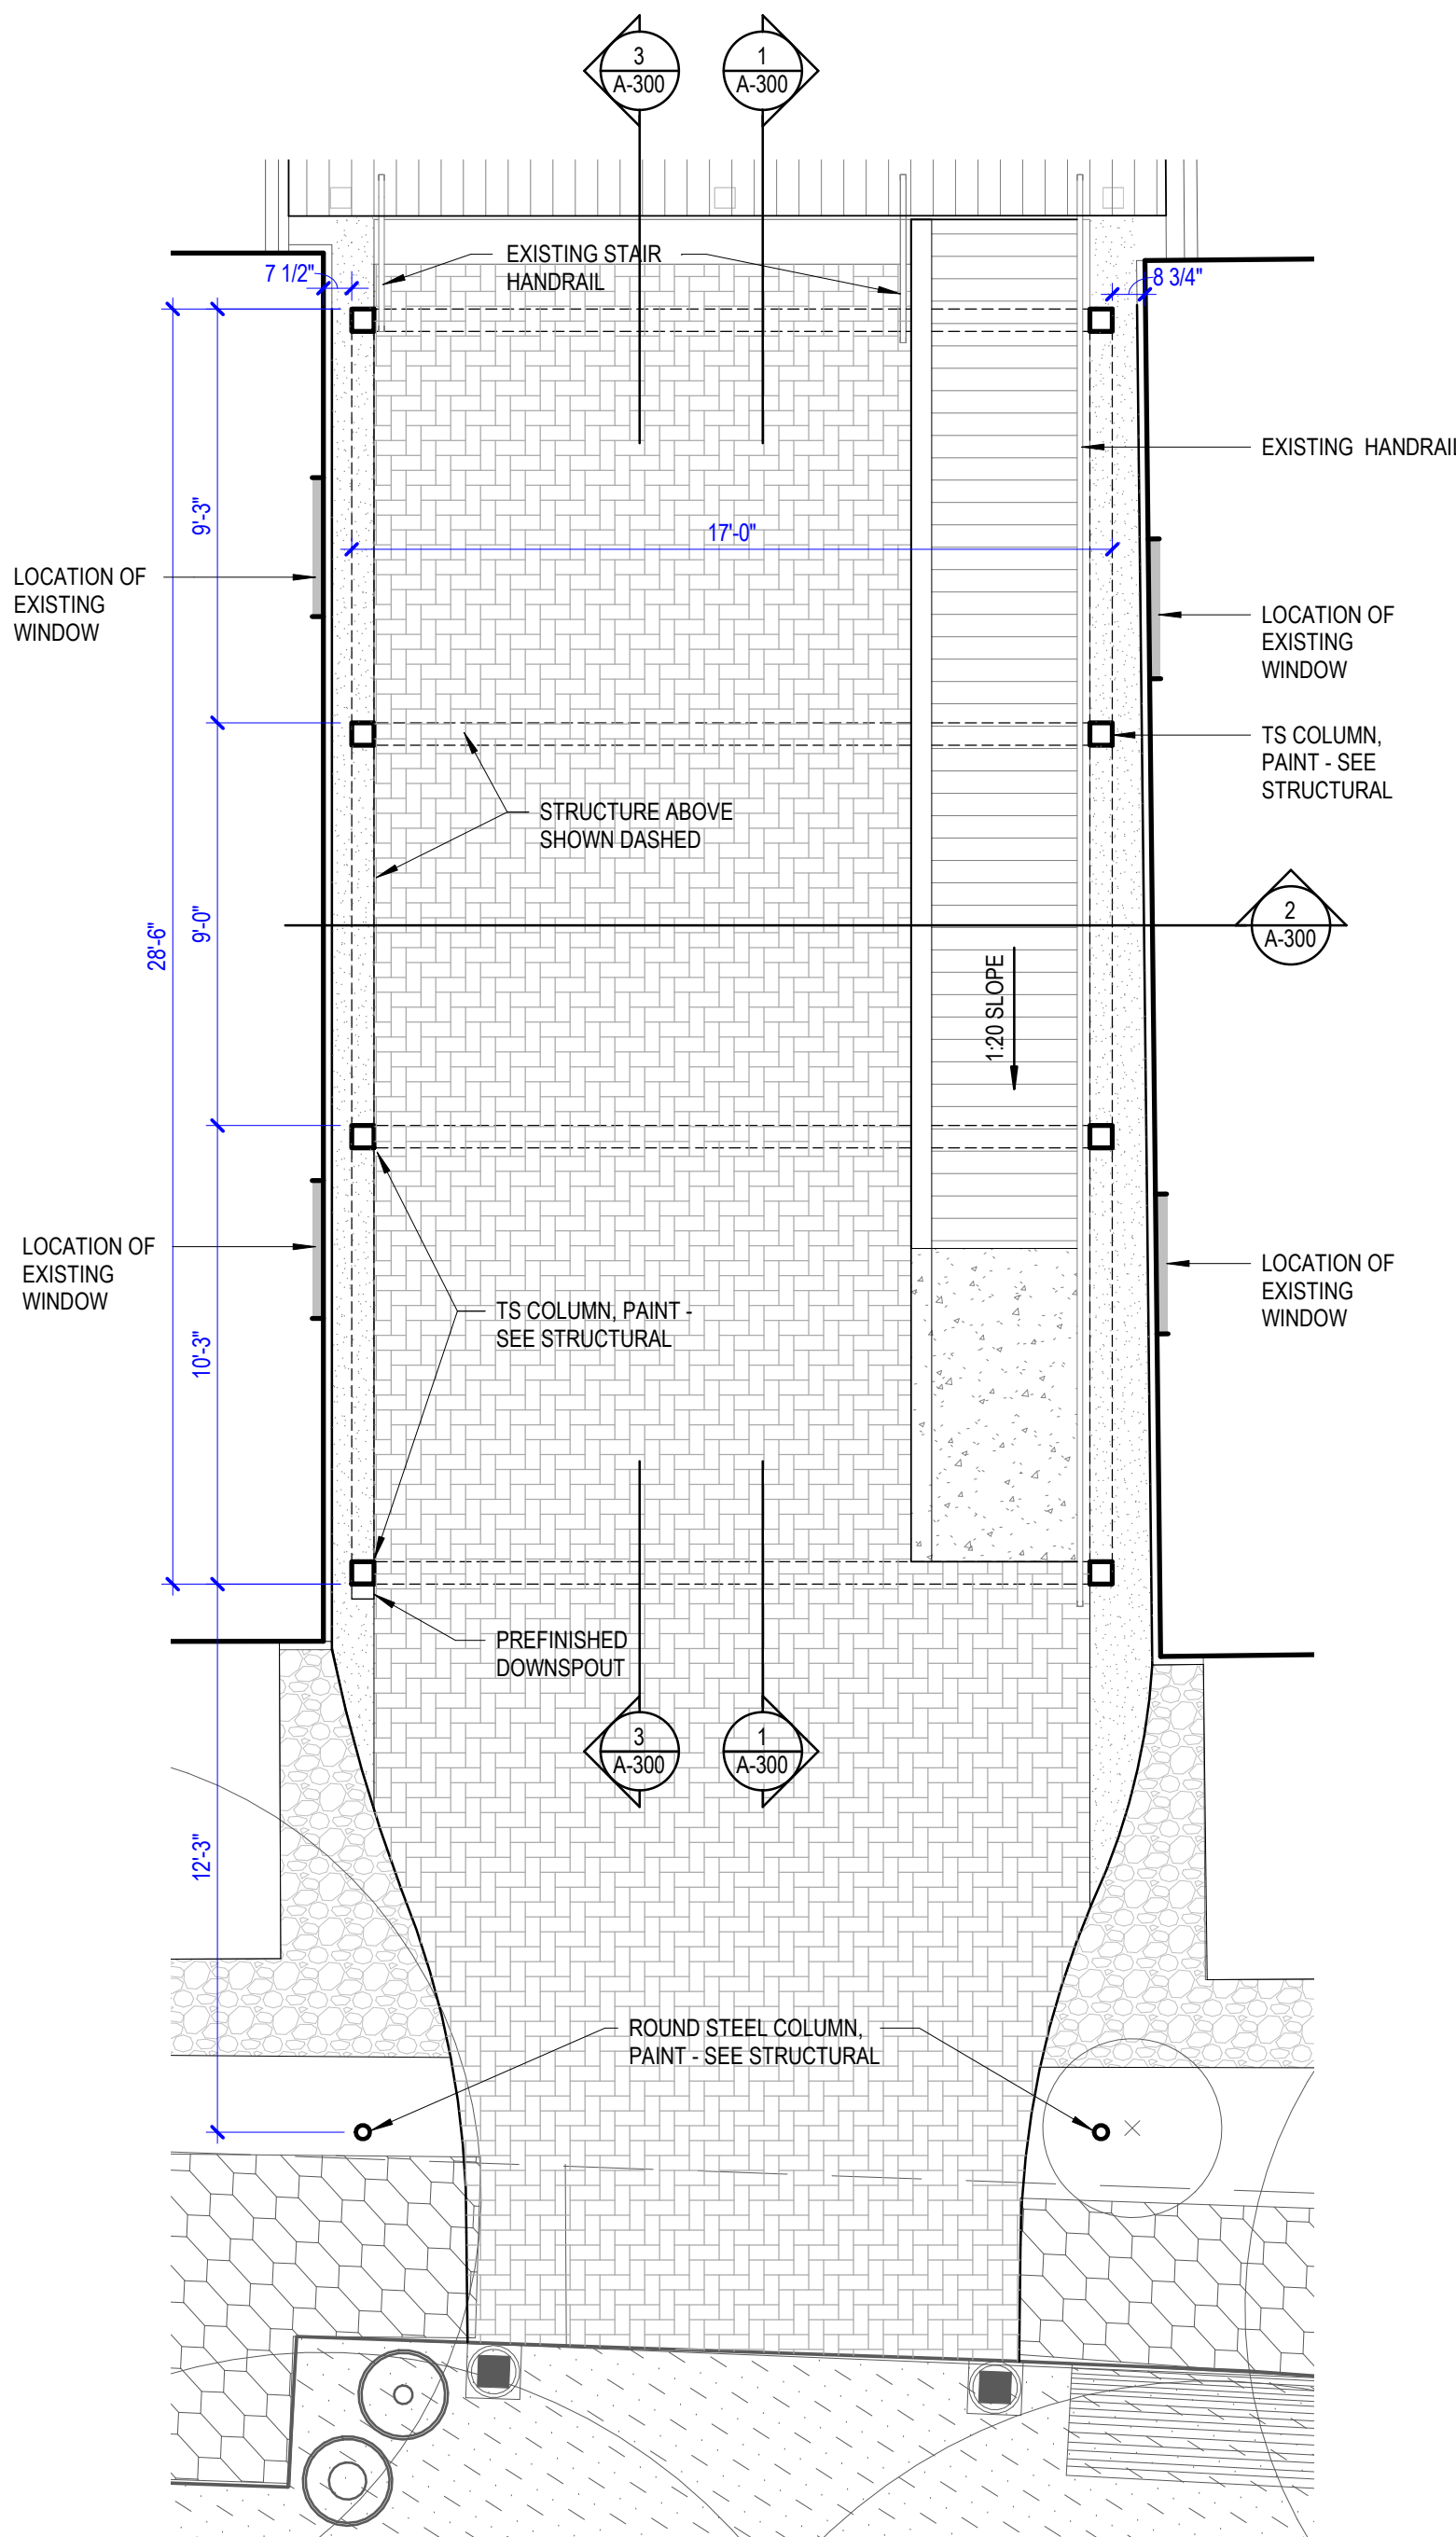 3
A-300
1
A-300
EXISTING STAIR
HANDRAIL
7 1/2"
8 3/4"
EXISTING HANDRAIL
9'-3"
17'-0"
LOCATION OF
EXISTING
WINDOW
LOCATION OF
EXISTING
WINDOW
TS COLUMN,
PAINT - SEE
STRUCTURAL
STRUCTURE ABOVE
SHOWN DASHED
28'-6"
9'-0"
2
A-300
1:20 SLOPE
LOCATION OF
EXISTING
WINDOW
LOCATION OF
EXISTING
WINDOW
TS COLUMN, PAINT -
SEE STRUCTURAL
10'-3"
PREFINISHED
DOWNSPOUT
3
A-300
1
A-300
12'-3"
ROUND STEEL COLUMN,
PAINT - SEE STRUCTURAL